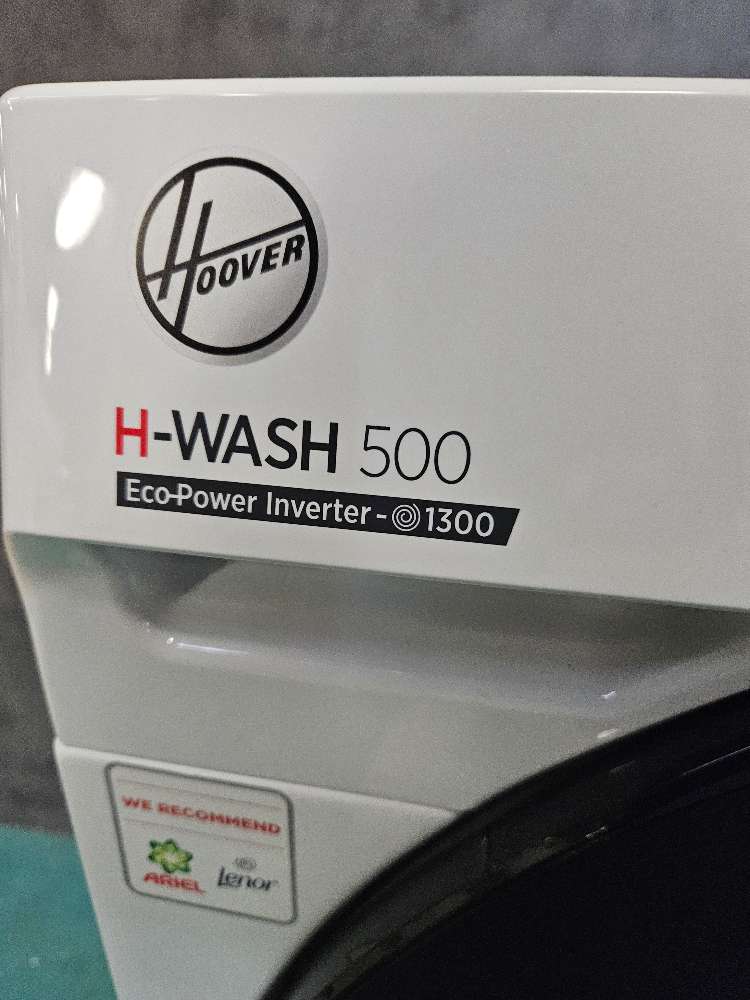 HOOVER
H-WASH 500
Eco-Power Inverter - 1300
WE RECOMMEND
ARIEL Lenor